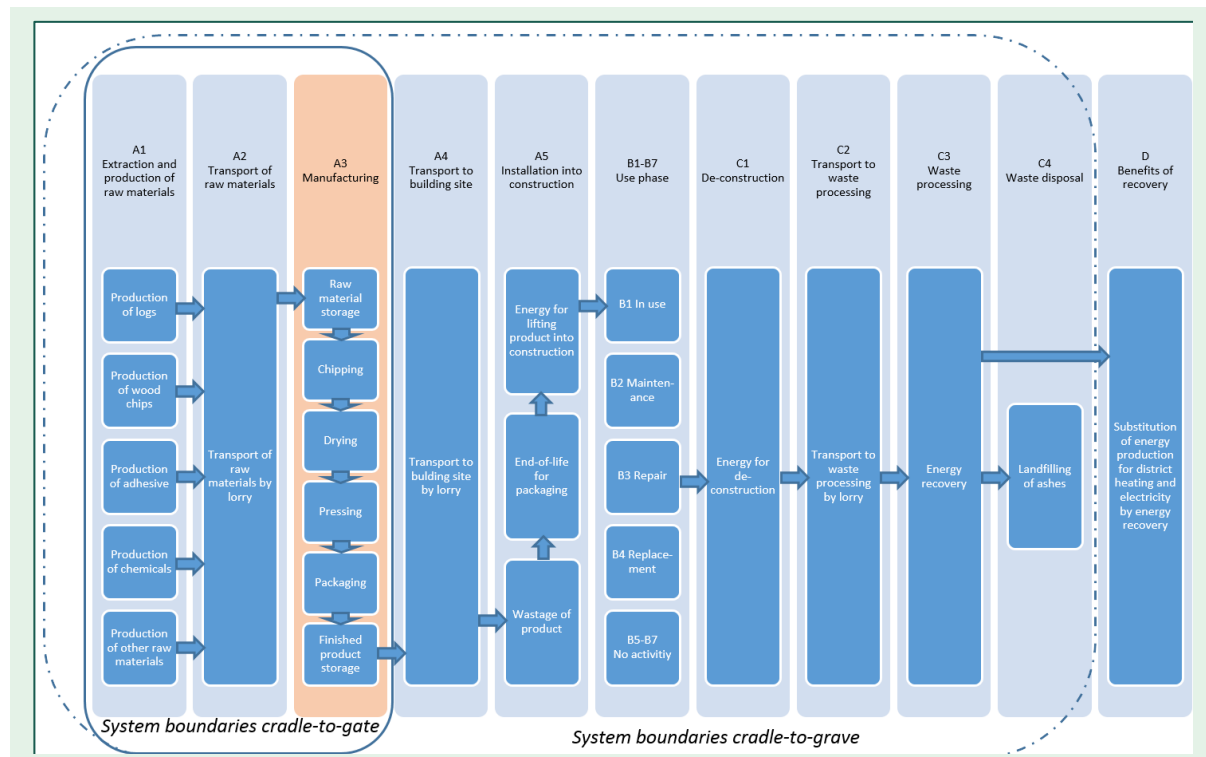 A1
Extraction and
production of
raw materials
A2
Transport of
raw materials
A3
Manufacturing
A4
Transport to
building site
A5
Installation into
construction
B1-B7
Use phase
C1
De-construction
C2
Transport to
waste
processing
C3
Waste
processing
C4
Waste disposal
D
Benefits of
recovery
Production
of logs
Production
of wood
chips
Production
of adhesive
Production
of chemicals
Production
of other raw
materials
Transport of
raw
materials by
lorry
Raw
material
storage
Chipping
Drying
Pressing
Packaging
Finished
product
storage
Transport to
bulding site
by lorry
Energy for
lifting
product into
construction
End-of-life
for
packaging
Wastage of
product
B1 In use
B2 Mainten-
ance
B3 Repair
B4 Replace-
ment
B5-B7
No activitiy
Energy for
de-
construction
Transport to
waste
processing
by lorry
Energy
recovery
Landfilling
of ashes
Substitution
of energy
production
for district
heating and
electricity
by energy
recovery
System boundaries cradle-to-gate
System boundaries cradle-to-grave